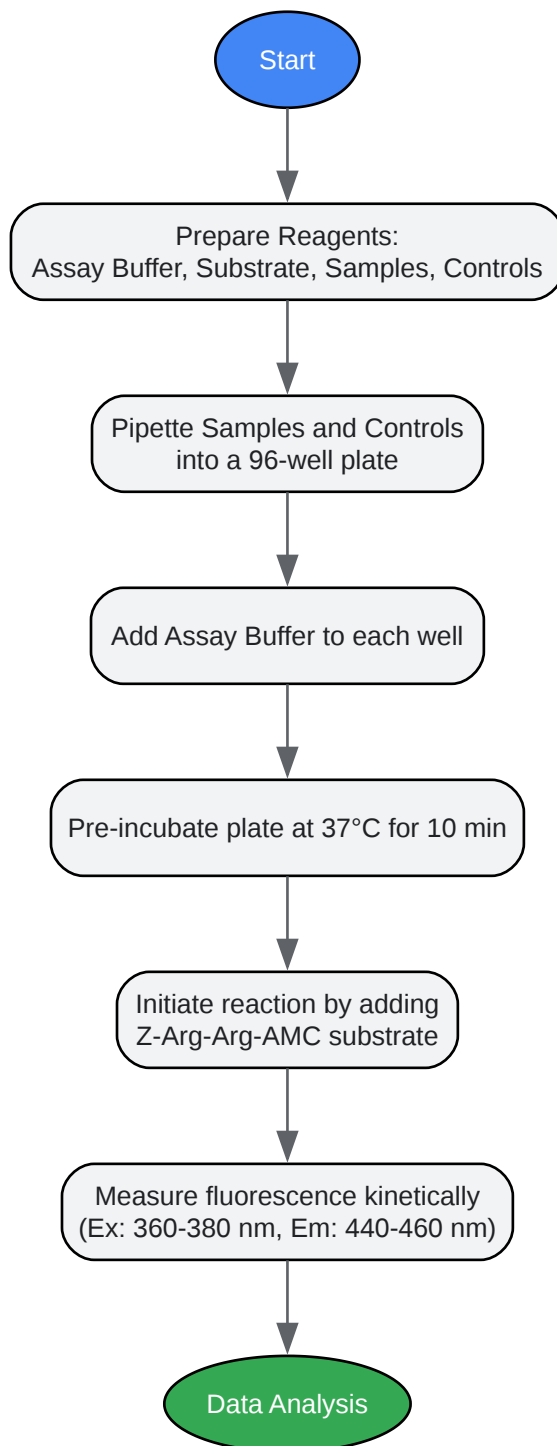 Start
Prepare Reagents:
Assay Buffer, Substrate, Samples, Controls
Pipette Samples and Controls
into a 96-well plate
Add Assay Buffer to each well
Pre-incubate plate at 37°C for 10 min
Initiate reaction by adding
Z-Arg-Arg-AMC substrate
Measure fluorescence kinetically
(Ex: 360-380 nm, Em: 440-460 nm)
Data Analysis